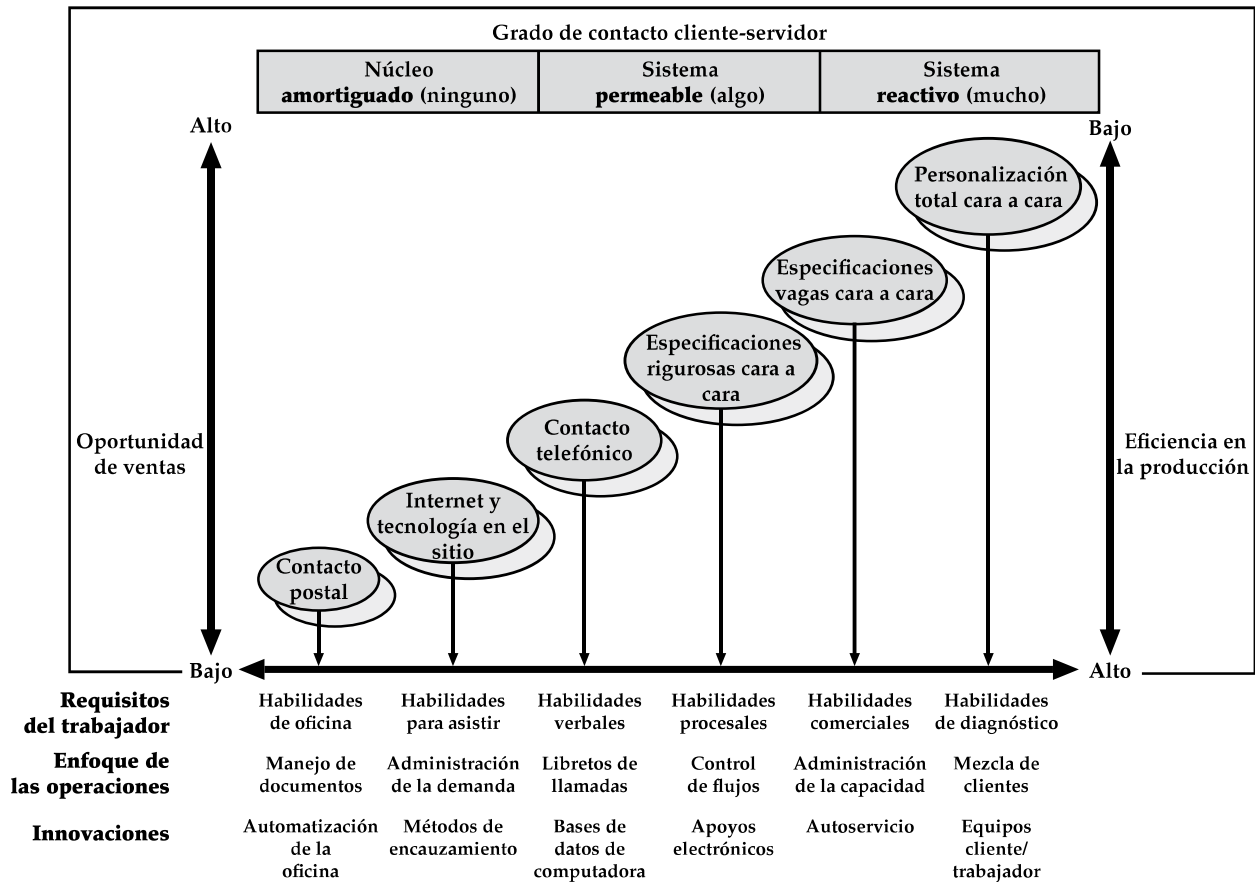 Grado de contacto cliente-servidor
Núcleo
amortiguado (ninguno)
Sistema
permeable (algo)
Sistema
reactivo (mucho)
Alto
Bajo
Personalización
total cara a cara
Especificaciones
vagas cara a cara
Especificaciones
rigurosas cara a
cara
Contacto
telefónico
Oportunidad
de ventas
Eficiencia en
la producción
Internet y
tecnología en el
sitio
Contacto
postal
Bajo
Alto
Requisitos
del trabajador
Habilidades
de oficina
Habilidades
para asistir
Habilidades
verbales
Habilidades
procesales
Habilidades
comerciales
Habilidades
de diagnóstico
Enfoque de
las operaciones
Manejo de
documentos
Administración
de la demanda
Libretos de
llamadas
Control
de flujos
Administración
de la capacidad
Mezcla de
clientes
Innovaciones
Automatización
de la
oficina
Métodos de
encauzamiento
Bases de
datos de
computadora
Apoyos
electrónicos
Autoservicio
Equipos
cliente/
trabajador